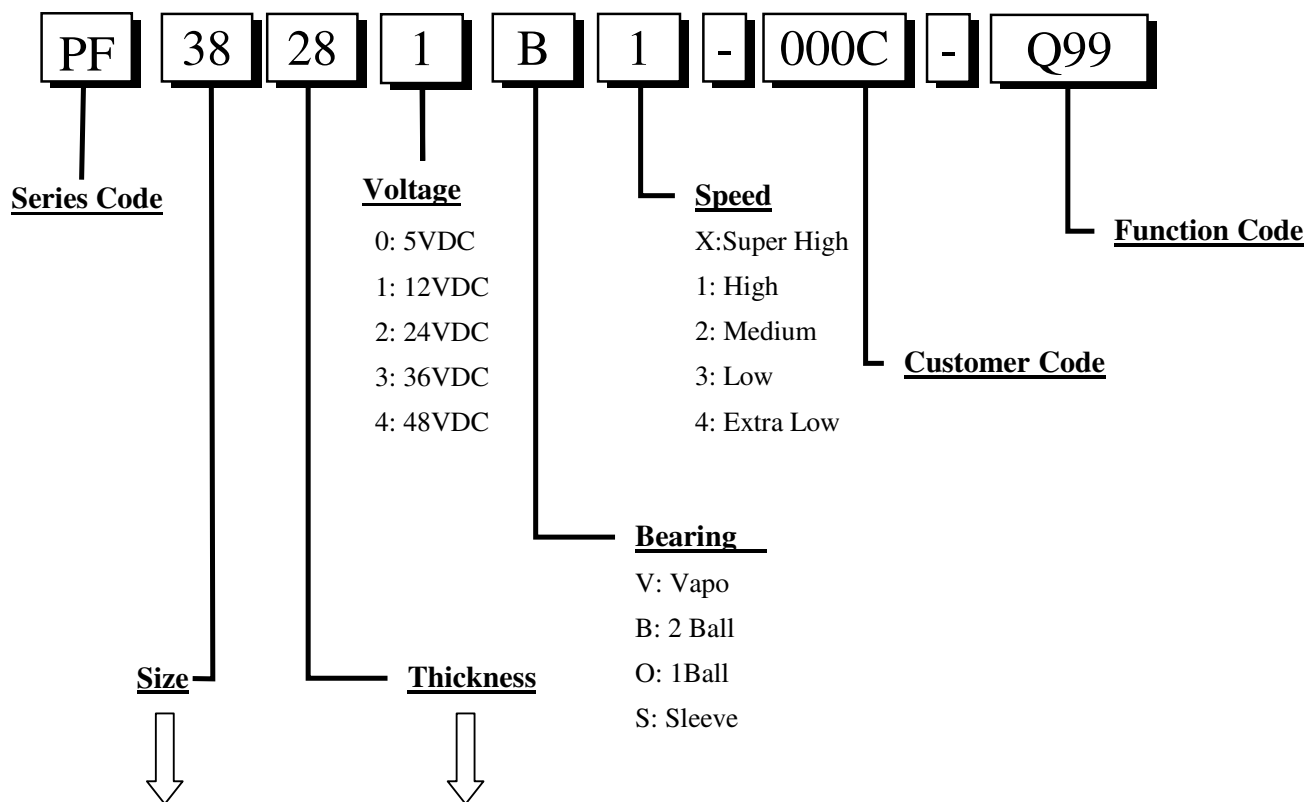 PF 38 28 1 B 1 - 000C - Q99
Series Code
Voltage
0: 5VDC
1: 12VDC
2: 24VDC
3: 36VDC
4: 48VDC
Speed
X:Super High
1: High
2: Medium
3: Low
4: Extra Low
Function Code
Customer Code
Bearing
V: Vapo
B: 2 Ball
O: 1Ball
S: Sleeve
Size
Thickness